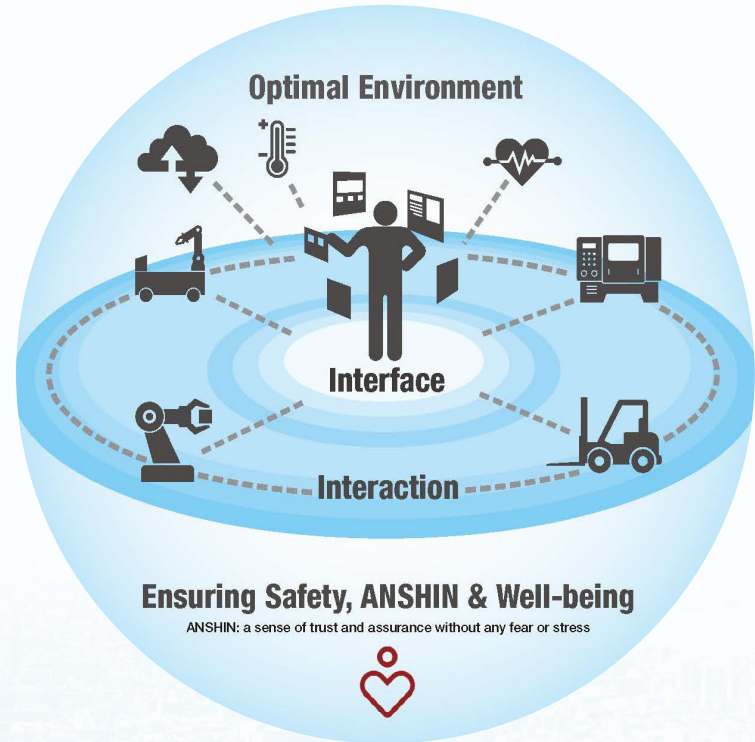 Optimal Environment
Interface
Interaction
Ensuring Safety, ANSHIN & Well-being
ANSHIN: a sense of trust and assurance without any fear or stress